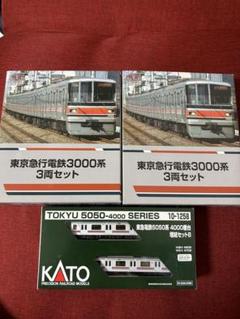 東京急行電鉄3000系
3両セット
東京急行電鉄3000系
3両セット
TOKYU 5050-4000 SERIES 10-1258
東急電鉄5050系 4000番台
増結セットB
KATO
PRECISION RAILROAD MODELS